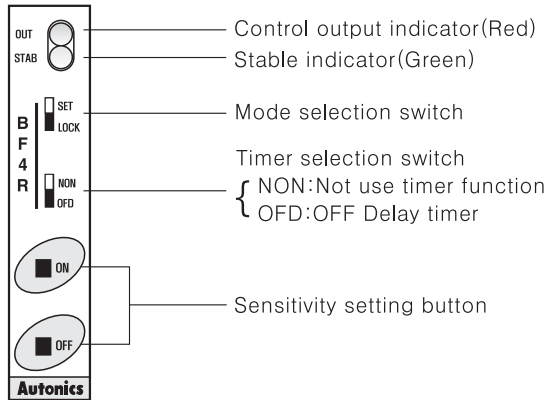 OUT
STAB
Control output indicator(Red)
Stable indicator(Green)
SET
LOCK
Mode selection switch
BF4R
NON
OFD
Timer selection switch
NON:Not use timer function
OFD:OFF Delay timer
ON
OFF
Sensitivity setting button
Autonics